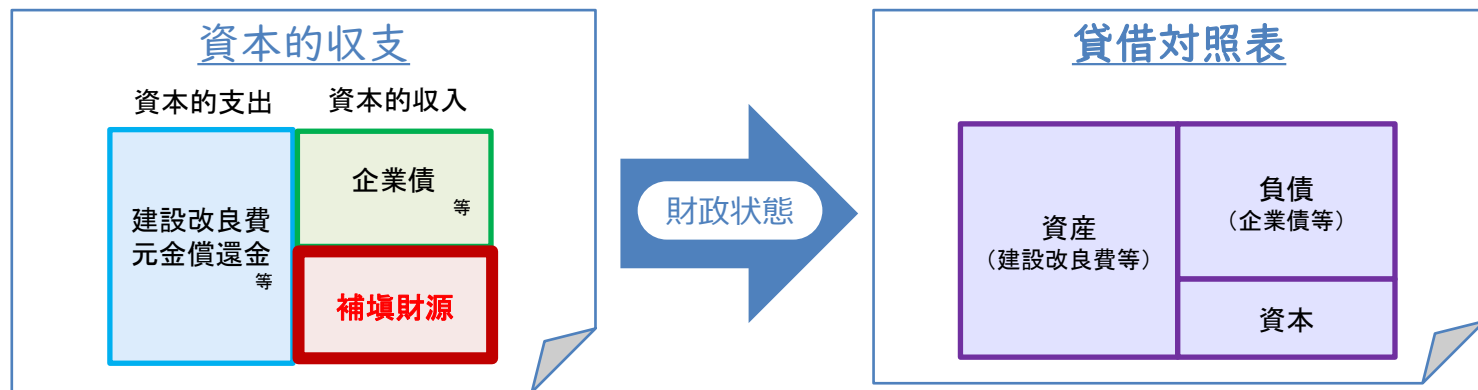 資本的収支
資本的支出
資本的収入
建設改良費
元金償還金
等
企業債
等
補塡財源
財政状態
貸借対照表
資産
（建設改良費等）
負債
（企業債等）
資本